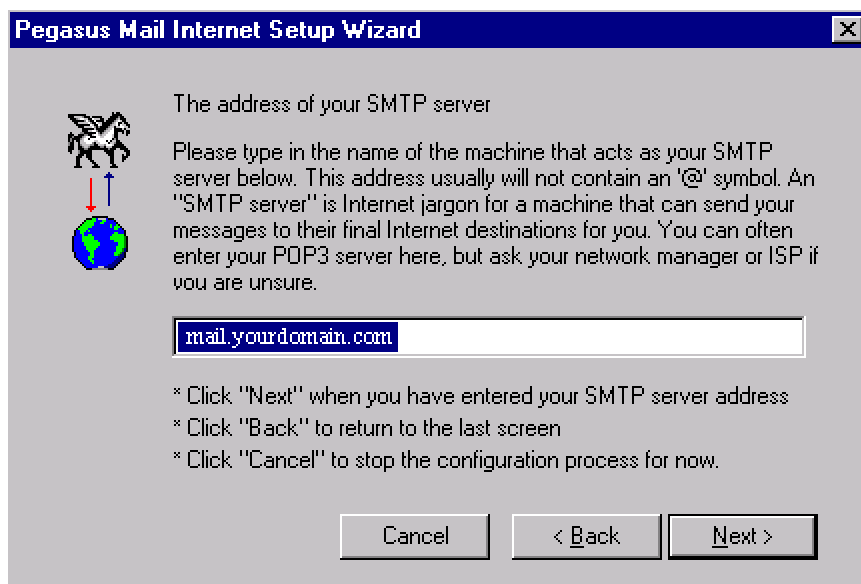 Pegasus Mail Internet Setup Wizard
The address of your SMTP server
Please type in the name of the machine that acts as your SMTP
server below. This address usually will not contain an '@' symbol. An
"SMTP server" is Internet jargon for a machine that can send your
messages to their final Internet destinations for you. You can often
enter your POP3 server here, but ask your network manager or ISP if
you are unsure.
mail.yourdomain.com
* Click "Next" when you have entered your SMTP server address
* Click "Back" to return to the last screen
* Click "Cancel" to stop the configuration process for now.
Cancel < Back Next >